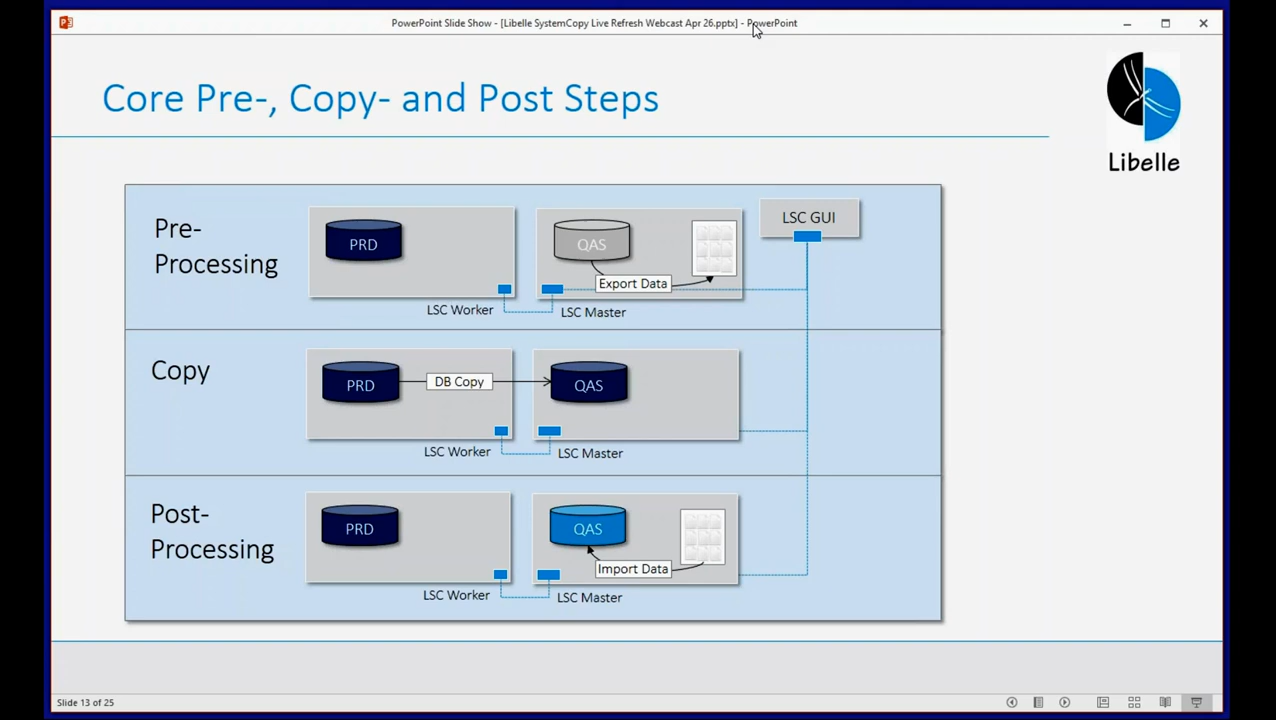 PowerPoint Slide Show - [Libelle SystemCopy Live Refresh Webcast Apr 26.pptx] - PowerPoint
Core Pre-, Copy- and Post Steps
Libelle
Pre-
Processing
PRD
QAS
Export Data
LSC GUI
LSC Worker
LSC Master
Copy
PRD
DB Copy
QAS
LSC Worker
LSC Master
Post-
Processing
PRD
QAS
Import Data
LSC Worker
LSC Master
Slide 13 of 25